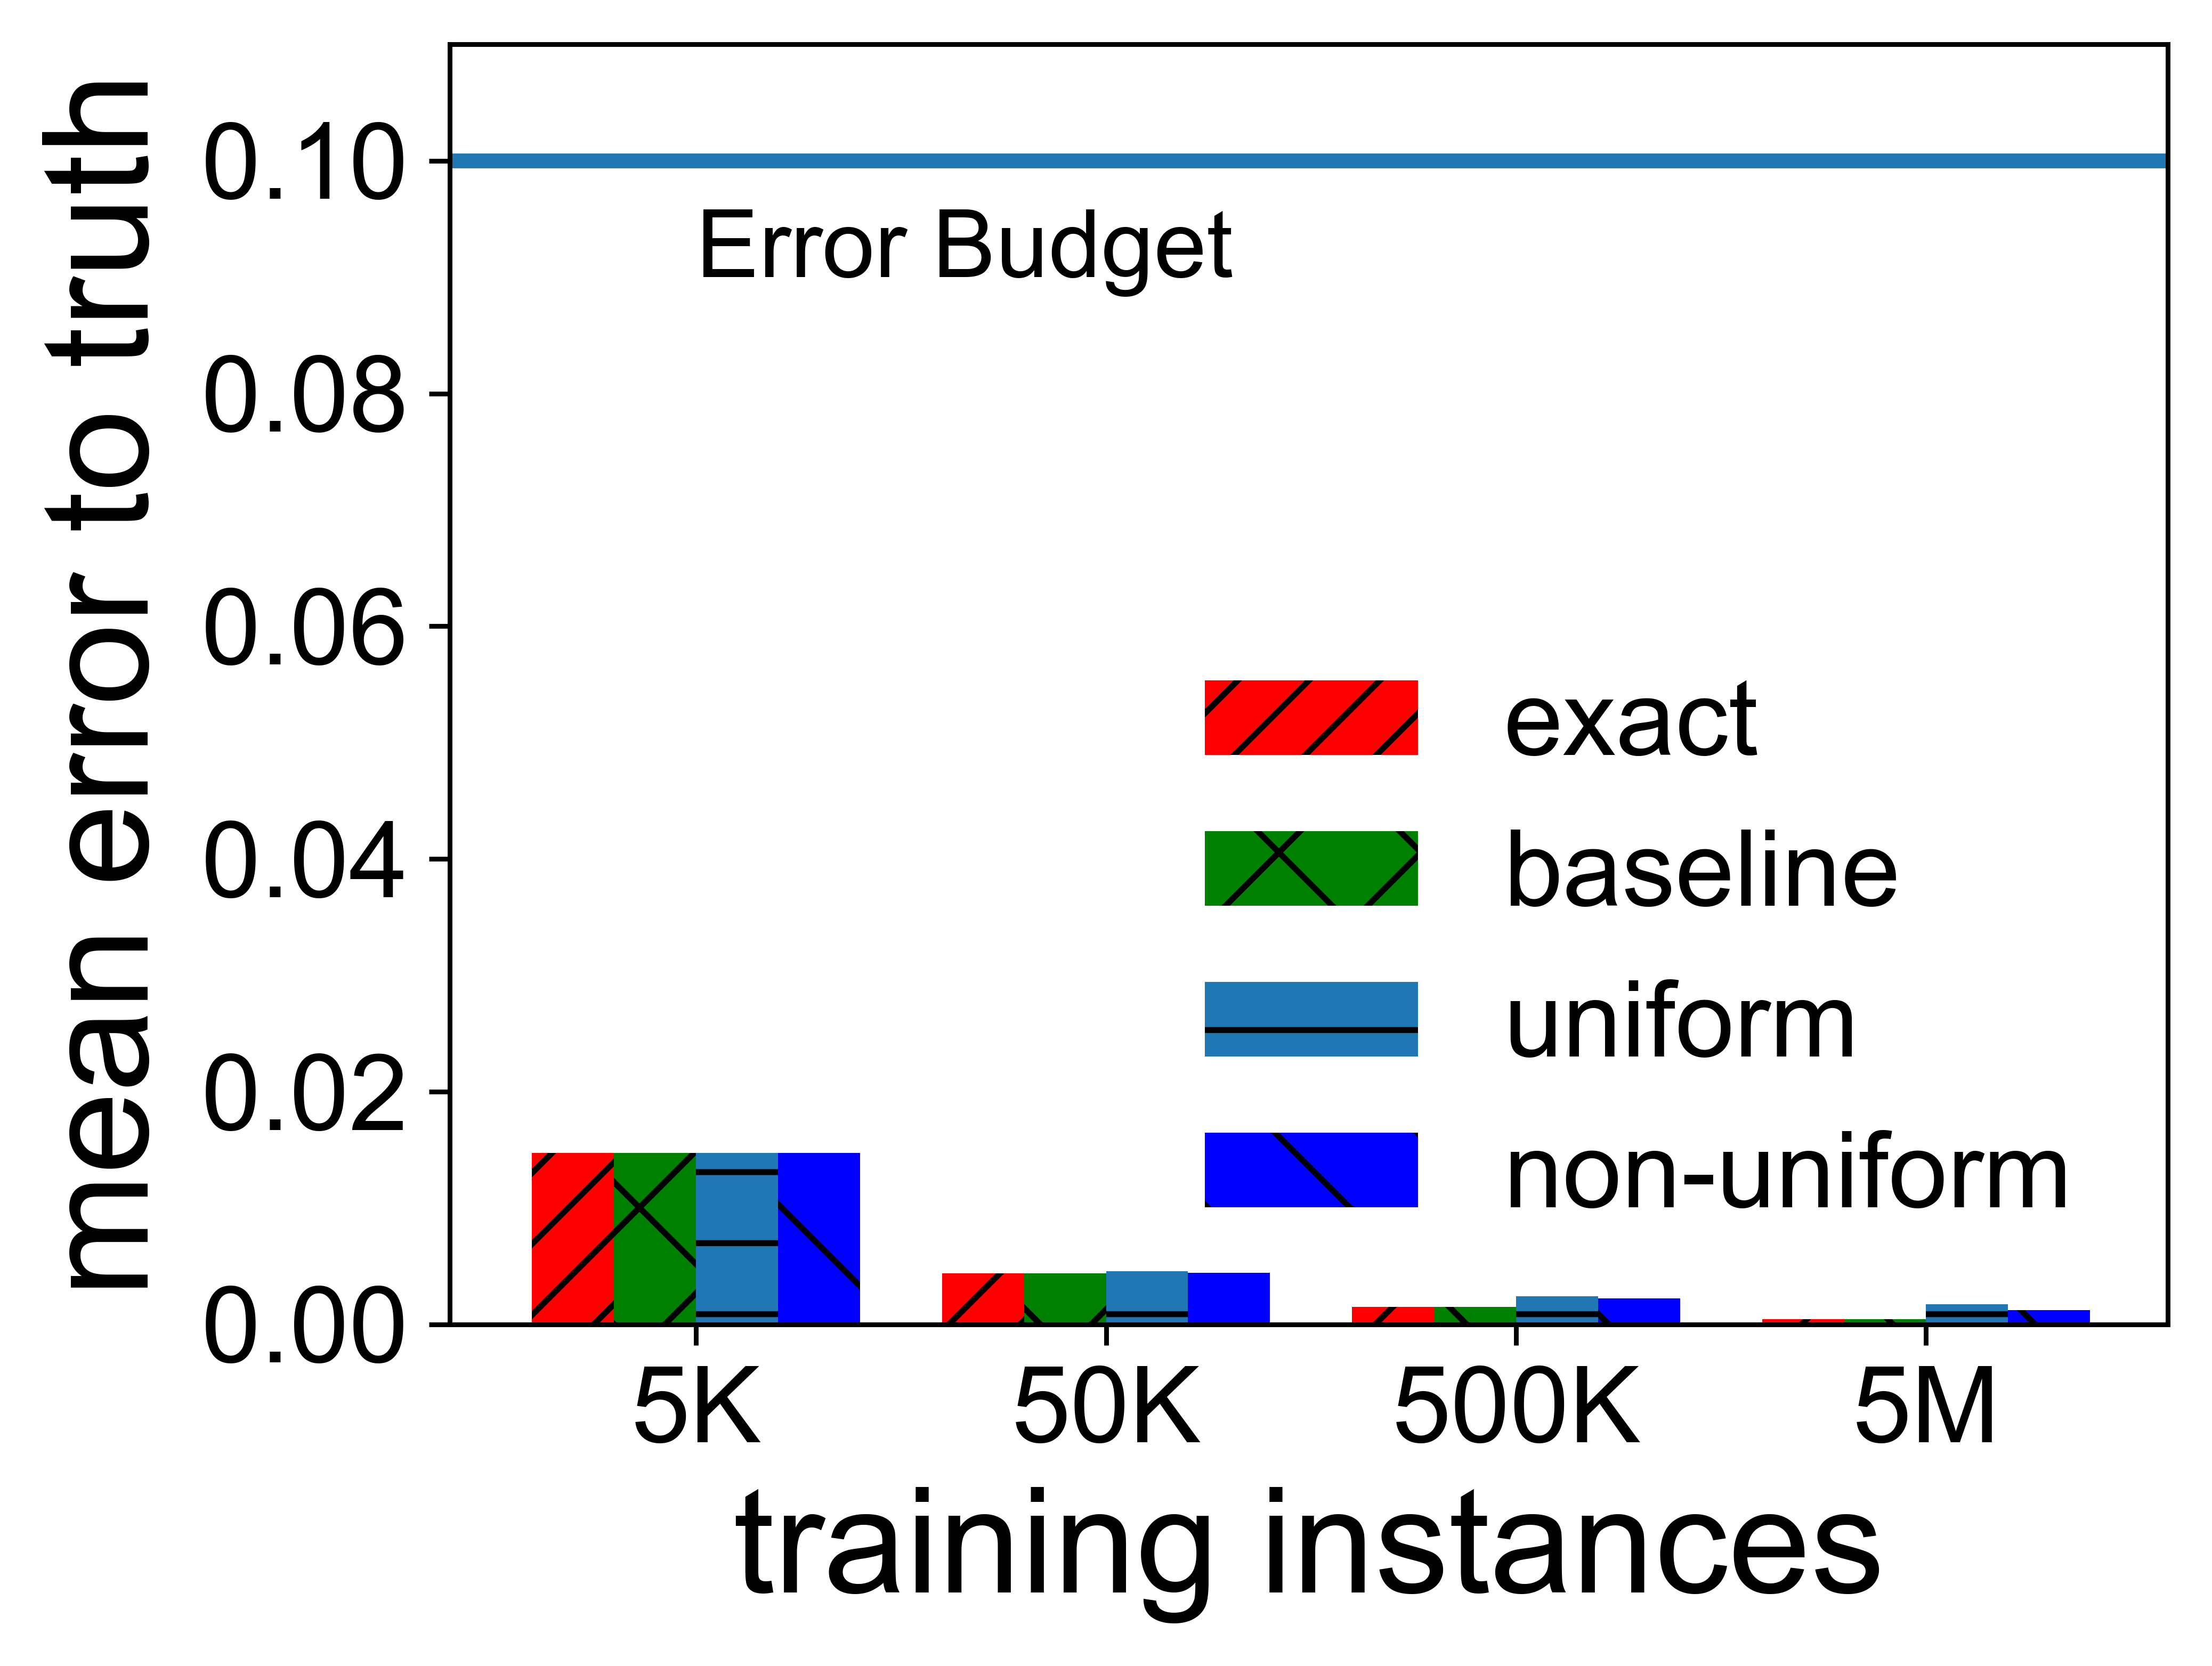 mean error to truth
0.10
0.08
0.06
0.04
0.02
0.00
Error Budget
exact
baseline
uniform
non-uniform
5K 50K 500K 5M
training instances